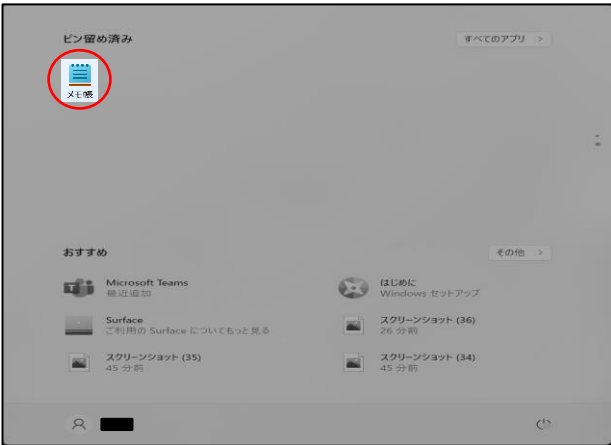 ピン留め済み
すべてのアプリ >
メモ帳
おすすめ
その他 >
Microsoft Teams
最近追加
はじめに
Windows セットアップ
Surface
ご利用の Surface についてもっと見る
スクリーンショット (36)
26 分前
スクリーンショット (35)
45 分前
スクリーンショット (34)
45 分前